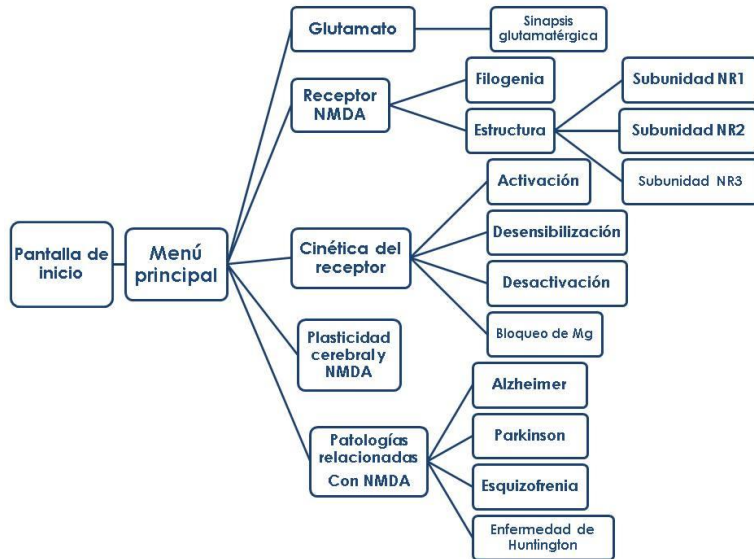 Pantalla de
inicio
Menú
principal
Glutamato
Sinapsis
glutamatérgica
Receptor
NMDA
Filogenia
Estructura
Subunidad NR1
Subunidad NR2
Subunidad NR3
Cinética del
receptor
Activación
Desensibilización
Desactivación
Bloqueo de Mg
Plasticidad
cerebral y
NMDA
Patologías
relacionadas
Con NMDA
Alzheimer
Parkinson
Esquizofrenia
Enfermedad de
Huntington